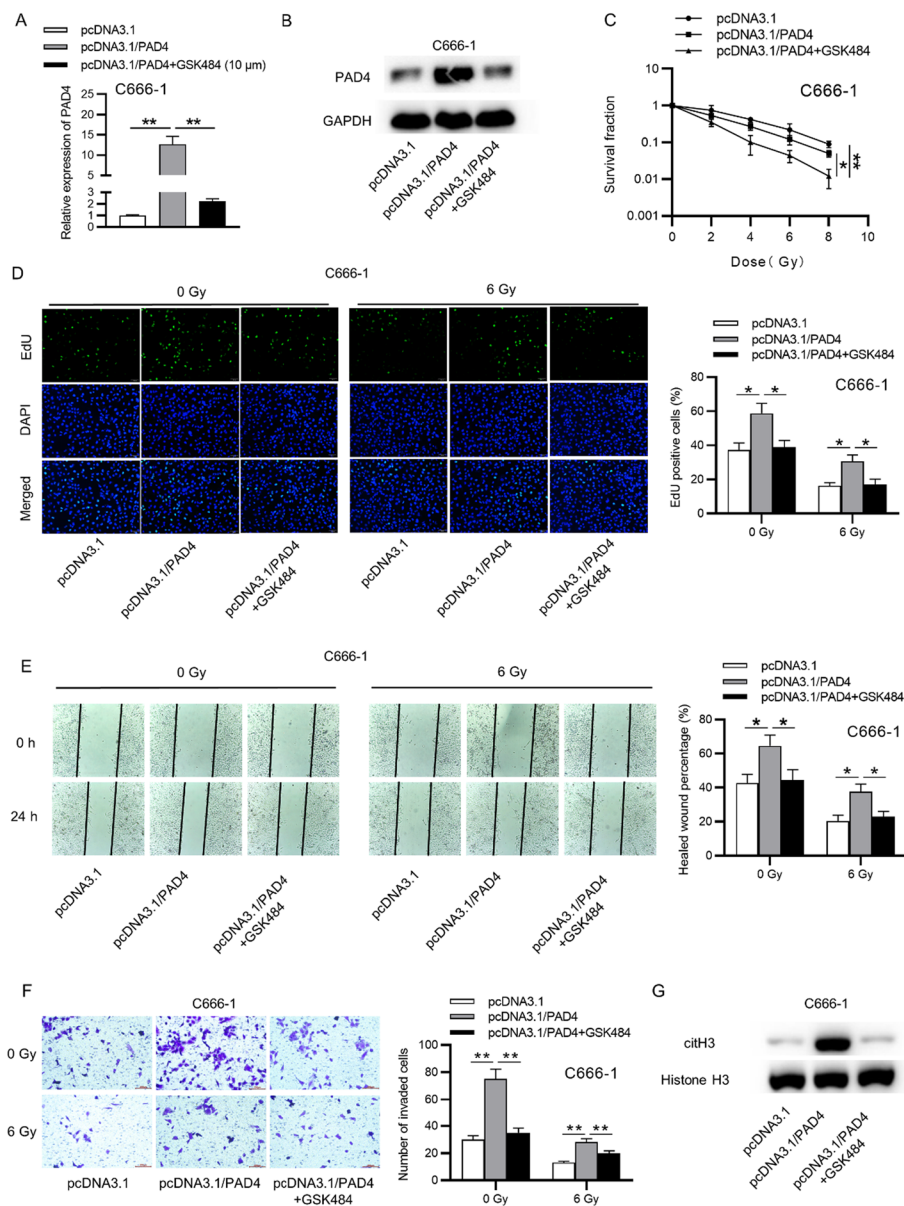 A
pcDNA3.1
pcDNA3.1/PAD4
pcDNA3.1/PAD4+GSK484 (10 μm)
C666-1
Relative expression of PAD4
25
20
15
10
5
3
2
1
0
**
**
B
C666-1
PAD4
GAPDH
pcDNA3.1
pcDNA3.1/PAD4
pcDNA3.1/PAD4
+GSK484
C
pcDNA3.1
pcDNA3.1/PAD4
pcDNA3.1/PAD4+GSK484
C666-1
Survival fraction
1
0.1
0.01
0.001
0
2
4
6
8
10
Dose( Gy)
*
**
D
C666-1
0 Gy
6 Gy
EdU
DAPI
Merged
pcDNA3.1
pcDNA3.1/PAD4
pcDNA3.1/PAD4
+GSK484
pcDNA3.1
pcDNA3.1/PAD4
pcDNA3.1/PAD4
+GSK484
pcDNA3.1
pcDNA3.1/PAD4
pcDNA3.1/PAD4+GSK484
C666-1
EdU positive cells (%)
80
60
40
20
0
*
*
*
*
0 Gy
6 Gy
E
C666-1
0 Gy
6 Gy
0 h
24 h
pcDNA3.1
pcDNA3.1/PAD4
pcDNA3.1/PAD4
+GSK484
pcDNA3.1
pcDNA3.1/PAD4
pcDNA3.1/PAD4
+GSK484
pcDNA3.1
pcDNA3.1/PAD4
pcDNA3.1/PAD4+GSK484
C666-1
Healed wound percentage (%)
80
60
40
20
0
*
*
*
*
0 Gy
6 Gy
F
C666-1
0 Gy
6 Gy
pcDNA3.1
pcDNA3.1/PAD4
pcDNA3.1/PAD4
+GSK484
pcDNA3.1
pcDNA3.1/PAD4
pcDNA3.1/PAD4+GSK484
C666-1
Number of invaded cells
100
80
60
40
20
0
**
**
**
**
0 Gy
6 Gy
G
C666-1
citH3
Histone H3
pcDNA3.1
pcDNA3.1/PAD4
pcDNA3.1/PAD4
+GSK484